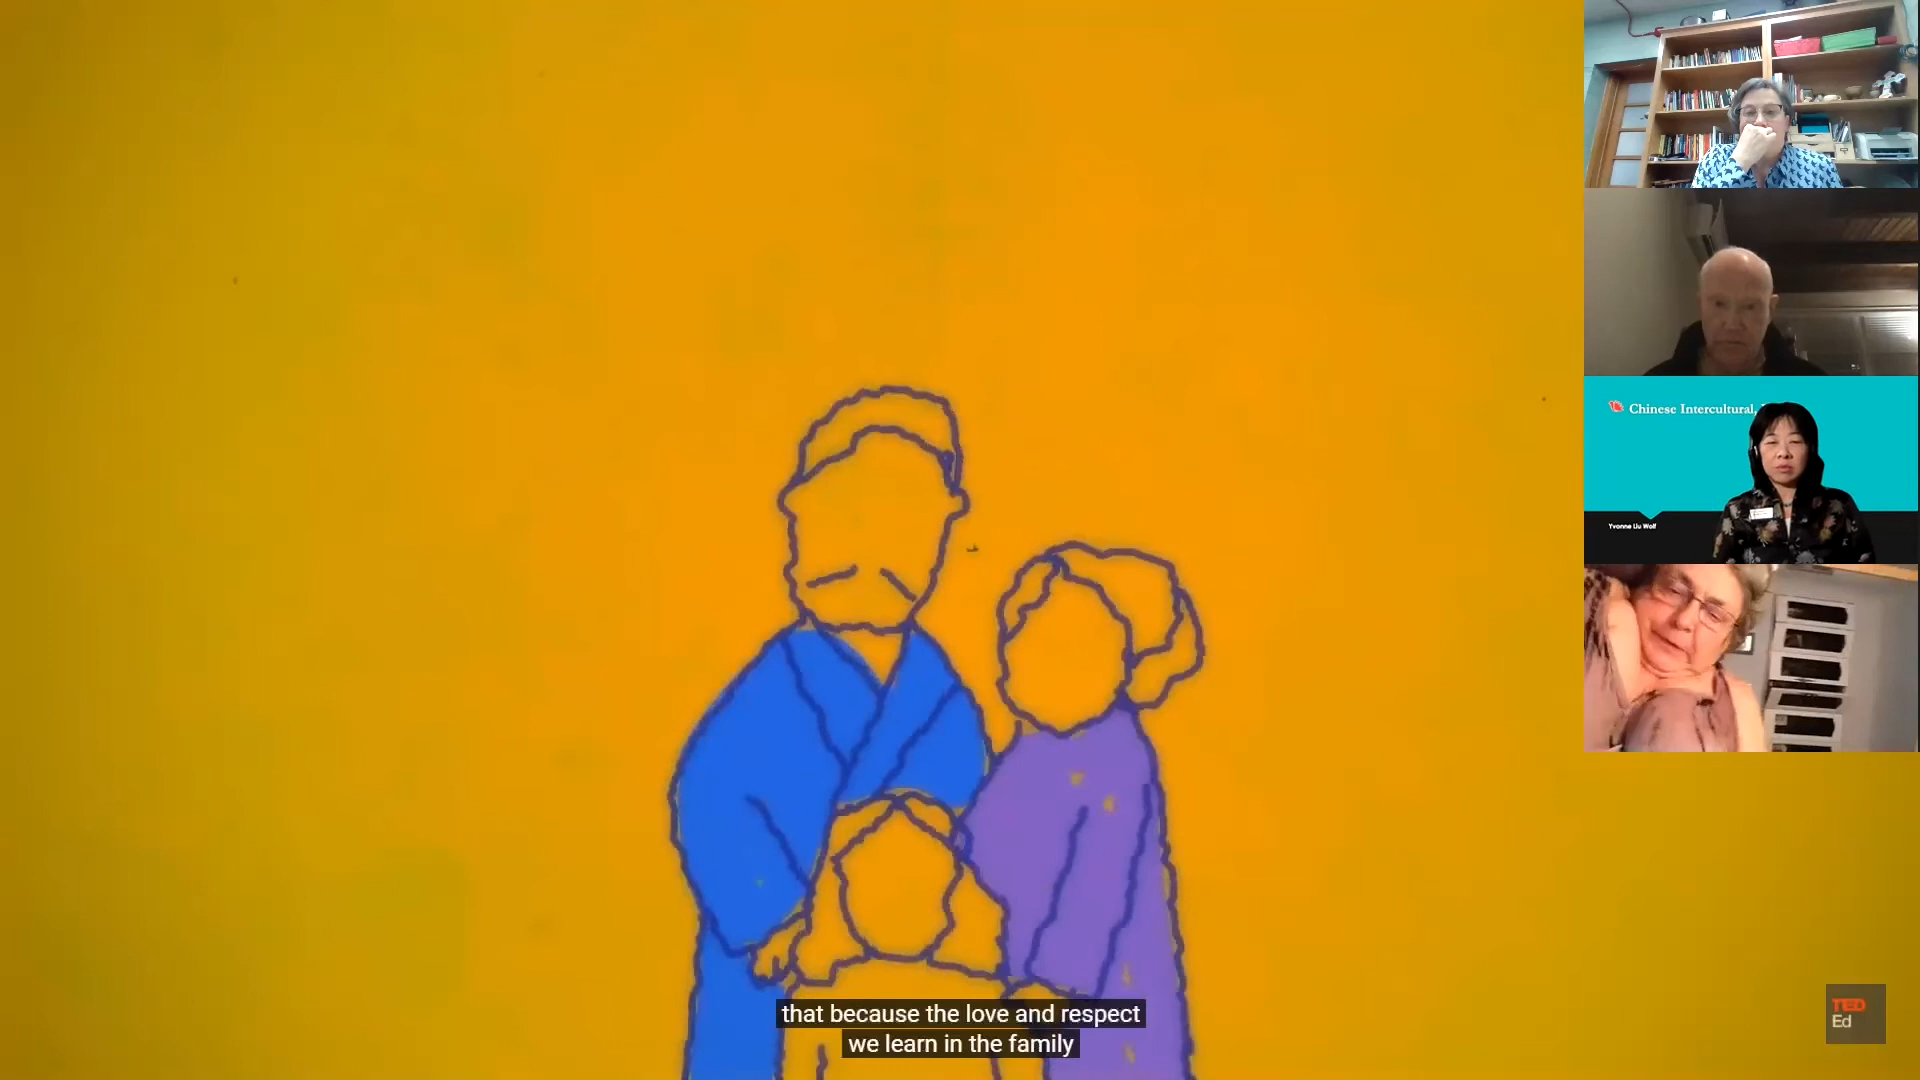 Chinese Intercultural,
Yvonne Liu Wolf
that because the love and respect
we learn in the family
TED
Ed